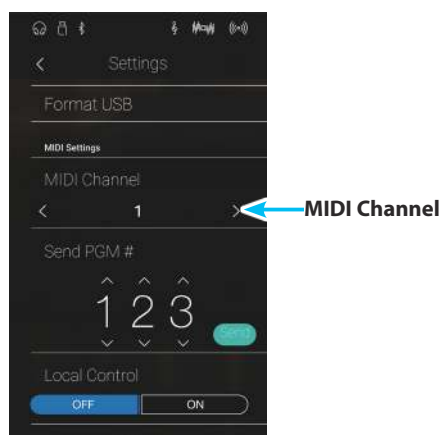 Settings
Format USB
MIDI Settings
MIDI Channel
1
MIDI Channel
Send PGM #
1 2 3
Send
Local Control
OFF ON